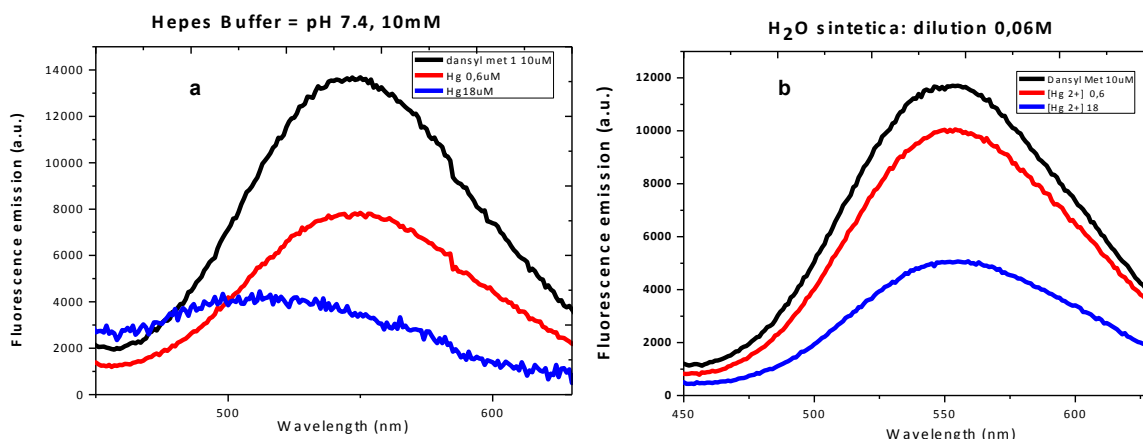 Hepes Buffer = pH 7.4, 10mM
a
dansyl met 1 10uM
Hg 0,6uM
Hg18uM
Fluorescence emission (a.u.)
14000
12000
10000
8000
6000
4000
2000
0
500
600
Wavelength (nm)
H2O sintetica: dilution 0,06M
b
Dansyl Met 10uM
[Hg 2+] 0,6
[Hg 2+] 18
Fluorescence emission (a.u.)
12000
10000
8000
6000
4000
2000
0
450
500
550
600
Wavelength (nm)